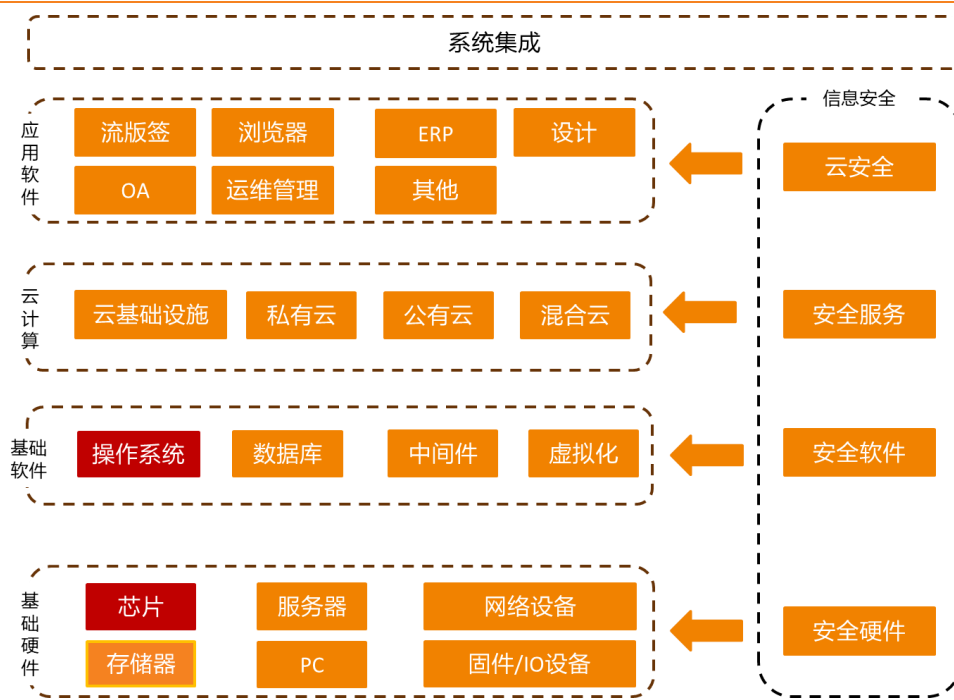 系统集成
信息安全
应用软件
流版签
浏览器
ERP
设计
OA
运维管理
其他
云安全
云计算
云基础设施
私有云
公有云
混合云
安全服务
基础
软件
操作系统
数据库
中间件
虚拟化
安全软件
基础硬件
芯片
服务器
网络设备
存储器
PC
固件/IO设备
安全硬件